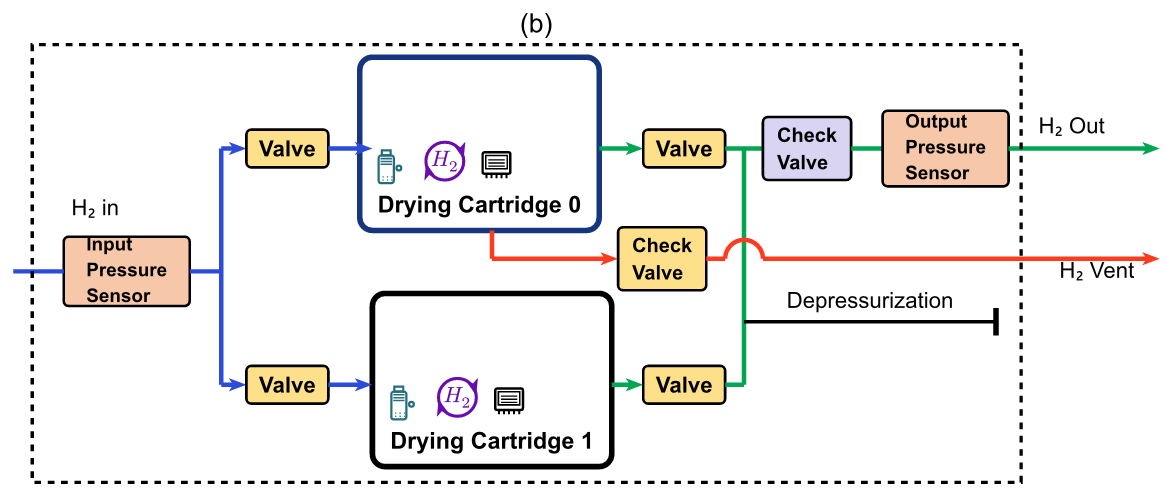 (b)
H₂ in
Input
Pressure
Sensor
Valve
H₂
Drying Cartridge 0
Valve
Check
Valve
Output
Pressure
Sensor
H₂ Out
Check
Valve
H₂ Vent
Depressurization
Valve
H₂
Drying Cartridge 1
Valve